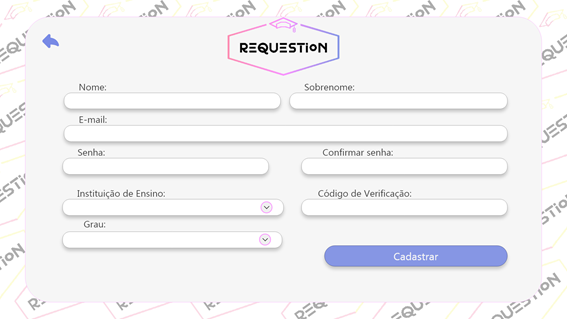 REQUESTION
Nome:
Sobrenome:
E-mail:
Senha:
Confirmar senha:
Instituição de Ensino:
Código de Verificação:
Grau:
Cadastrar